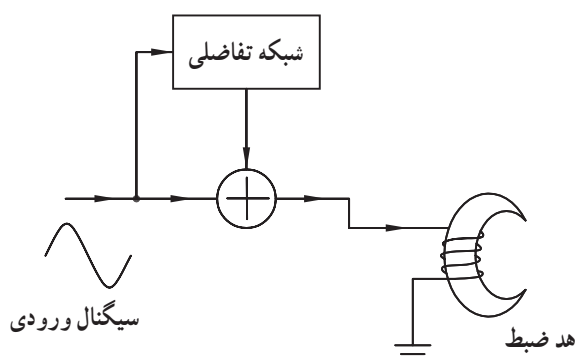 شبکه تفاضلی
سیگنال ورودی
هد ضبط